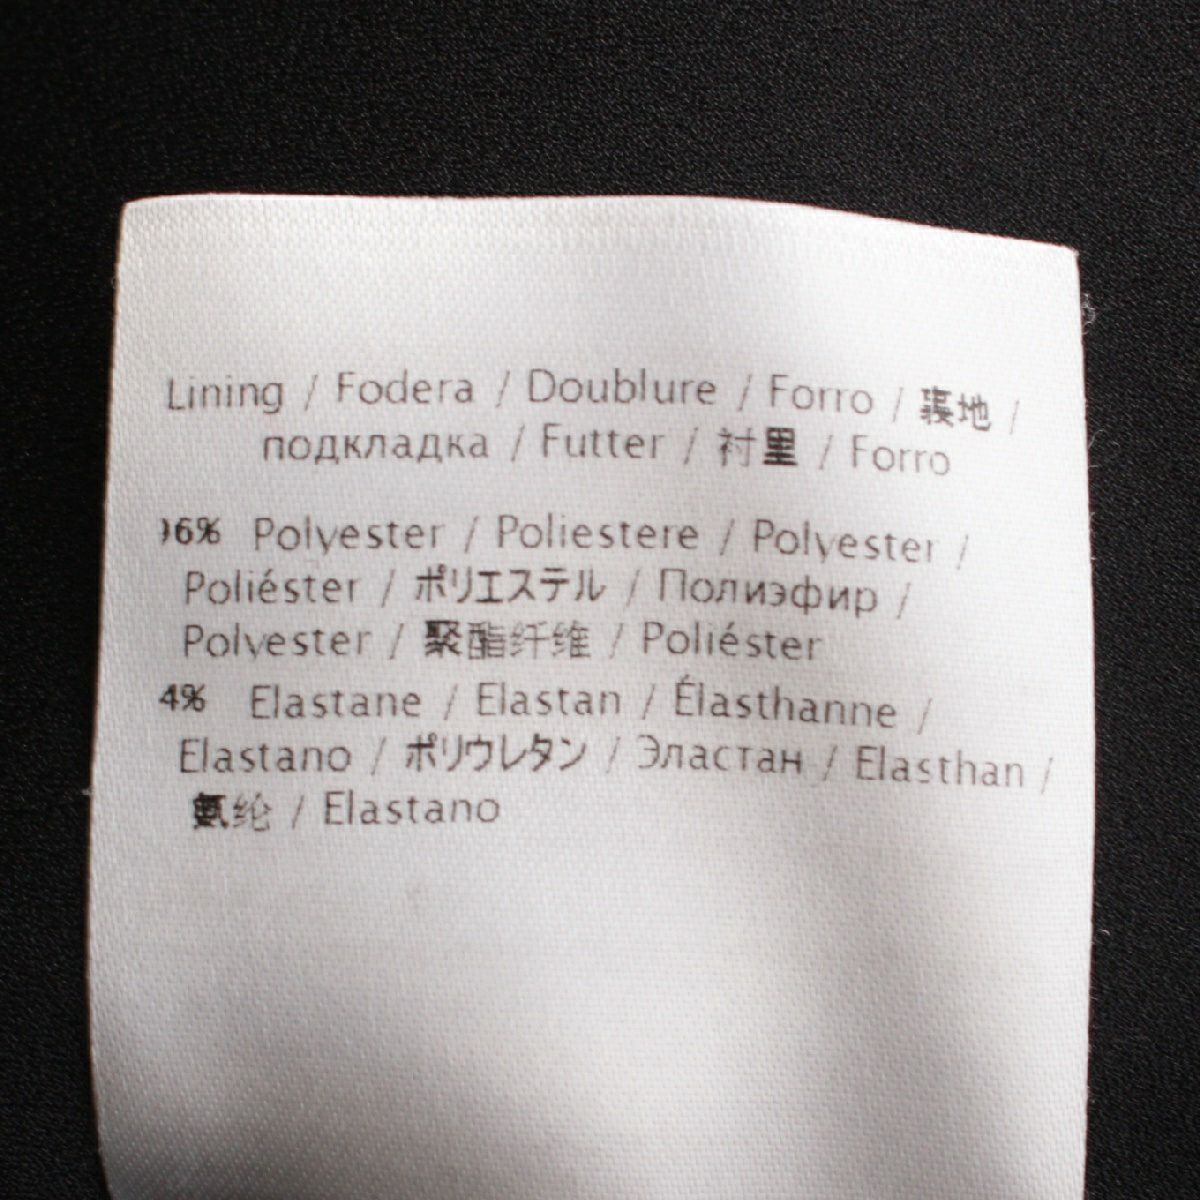 Lining / Fodera / Doublure / Forro / 裏地 /
подкладка / Futter / 衬里 / Forro
96% Polyester / Poliestere / Polyester /
Poliéster / ポリエステル / Полиэфир /
Polyester / 聚酯纤维 / Poliéster
4% Elastane / Elastan / Élasthanne /
Elastano / ポリウレタン / Эластан / Elasthan /
氨纶 / Elastano